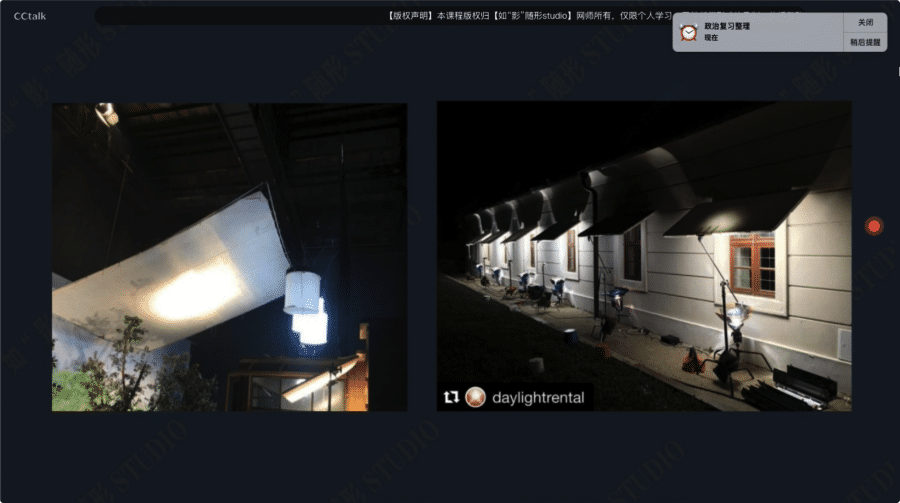 CCtalk
【版权声明】本课程版权归【如“影”随形studio】网师所有，仅限个人学习
政治复习整理
现在
关闭
稍后提醒
daylightrental